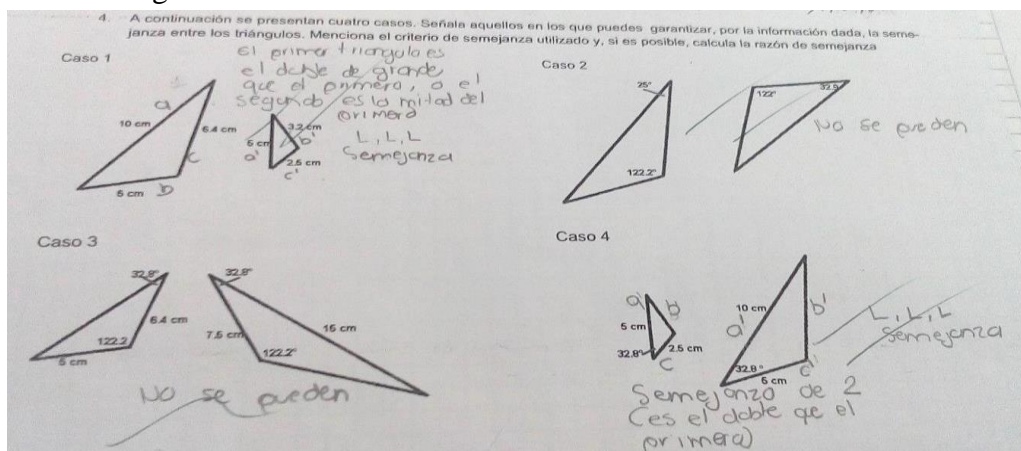 4. A continuación se presentan cuatro casos. Señala aquellos en los que puedes garantizar, por la información dada, la seme-
janza entre los triángulos. Menciona el criterio de semejanza utilizado y, si es posible, calcula la razón de semejanza
Caso 1
El primer triangulo es
el doble de grande
que el primero, o el
segundo es la mitad del
primero
L, L, L
Semejanza
a
10 cm
6.4 cm
c
5 cm
b
5 cm
3.2 cm
a'
b'
2.5 cm
c'
Caso 2
25°
122.2°
122°
32.9
No se pueden
Caso 3
32.8°
6.4 cm
122.2
5 cm
32.8°
7.5 cm
15 cm
122.2°
No se pueden
Caso 4
a
b
5 cm
32.8°
2.5 cm
c
10 cm
a'
b'
32.8°
c'
5 cm
L, L, L
Semejanza
Semejanza de 2
(es el doble qe el
primera)